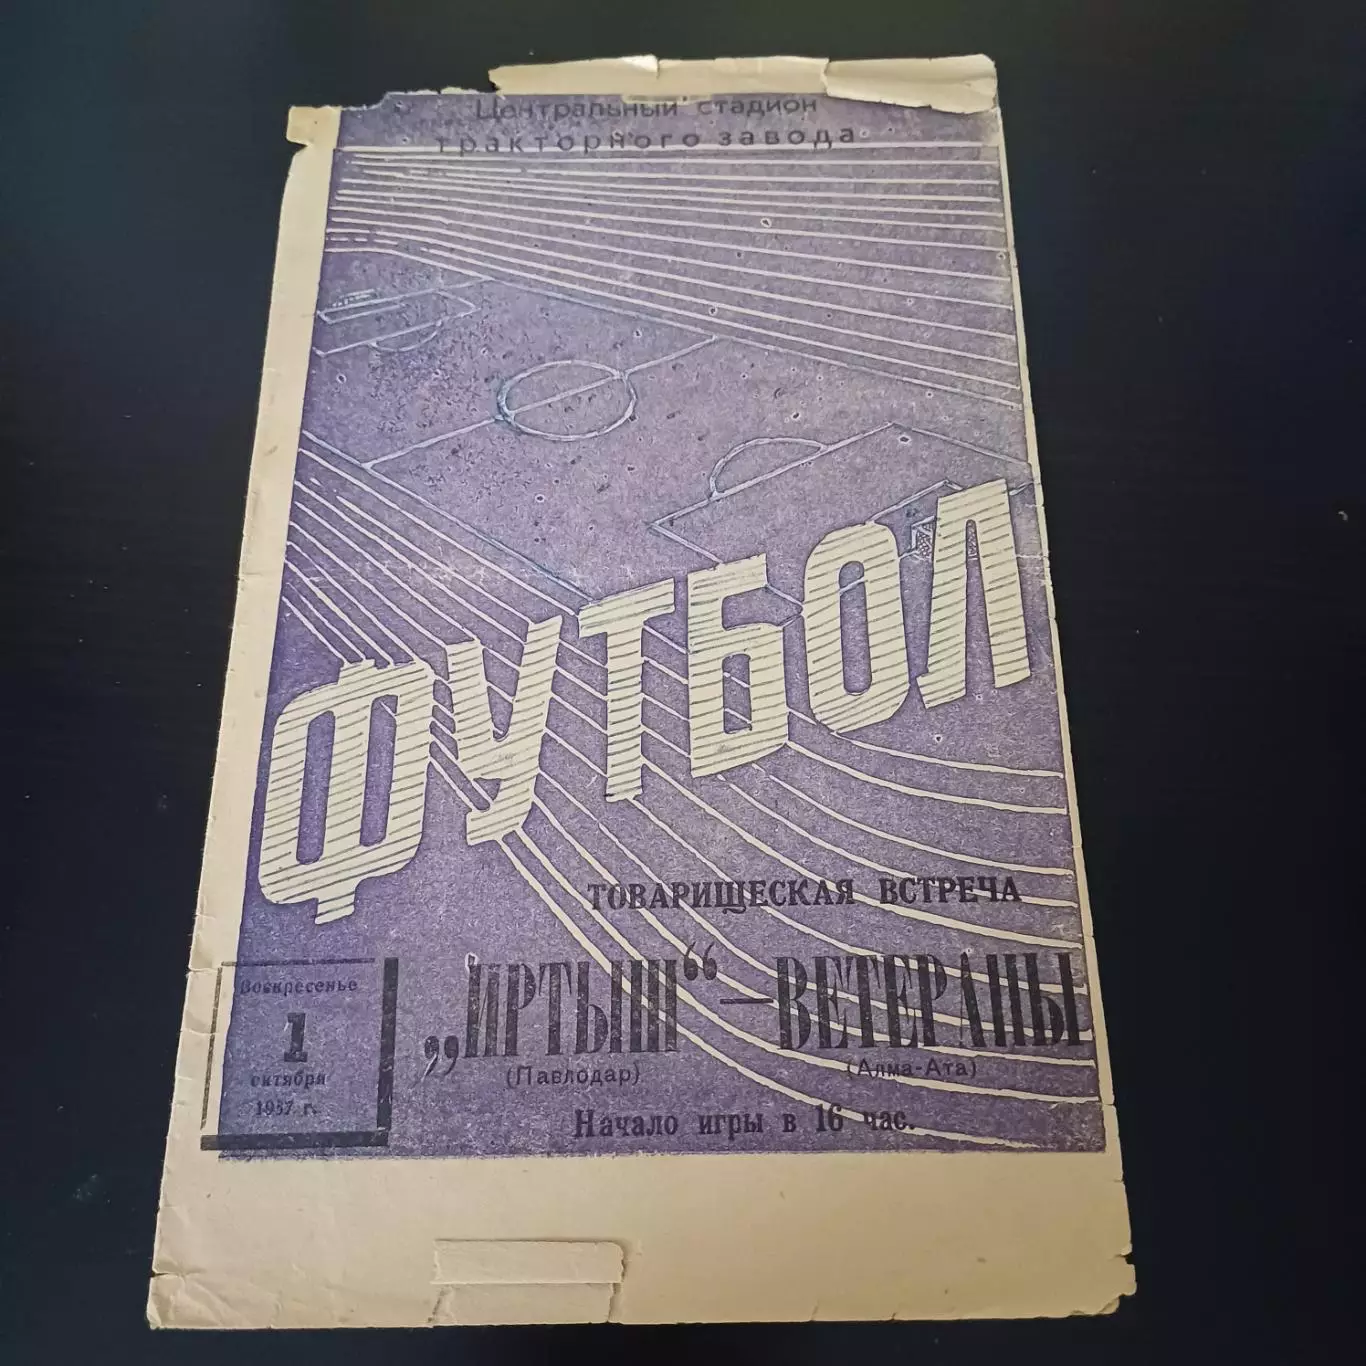 Центральный стадион
тракторного завода
ФУТБОЛ
ТОВАРИЩЕСКАЯ ВСТРЕЧА
„ИРТЫШ“ — ВЕТЕРАНЫ
(Павлодар) (Алма-Ата)
Начало игры в 16 час.
Воскресенье
1
октября
1957 г.